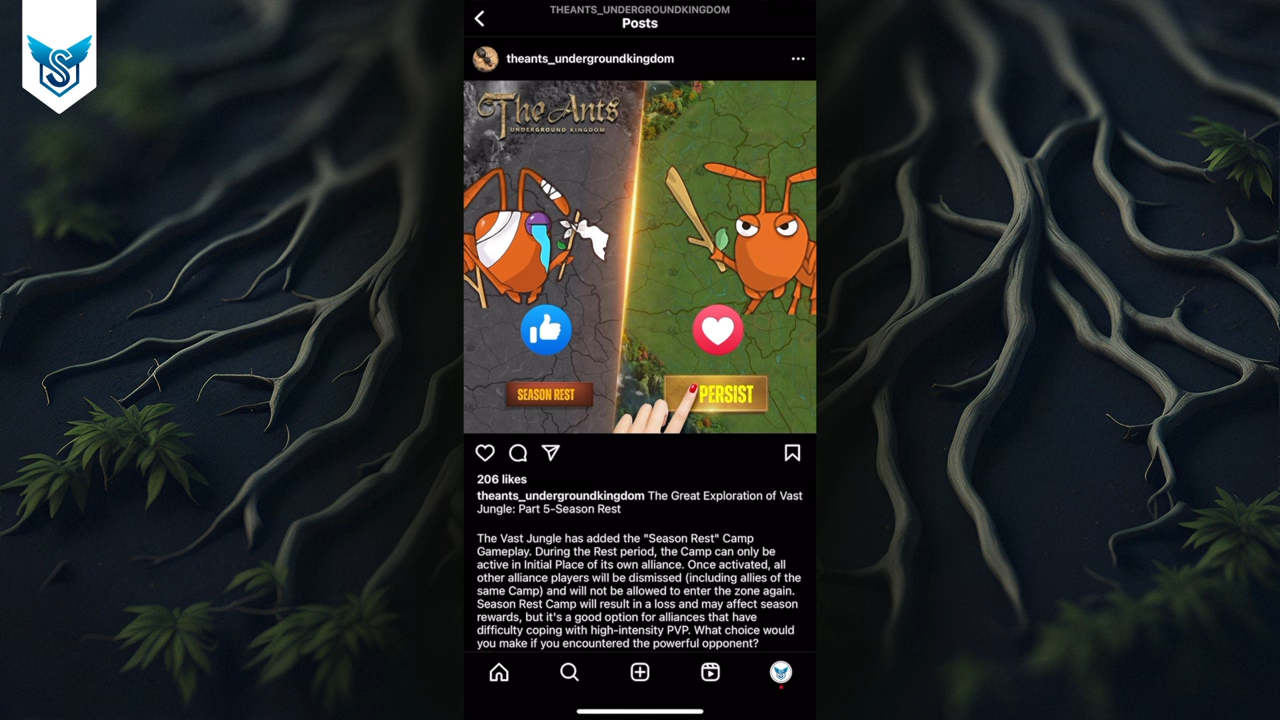 THEANTS_UNDERGROUNDKINGDOM
Posts
theants_undergroundkingdom
The Ants
UNDERGROUND KINGDOM
SEASON REST
PERSIST
206 likes
theants_undergroundkingdom The Great Exploration of Vast
Jungle: Part 5-Season Rest
The Vast Jungle has added the "Season Rest" Camp
Gameplay. During the Rest period, the Camp can only be
active in Initial Place of its own alliance. Once activated, all
other alliance players will be dismissed (including allies of the
same Camp) and will not be allowed to enter the zone again.
Season Rest Camp will result in a loss and may affect season
rewards, but it's a good option for alliances that have
difficulty coping with high-intensity PVP. What choice would
you make if you encountered the powerful opponent?